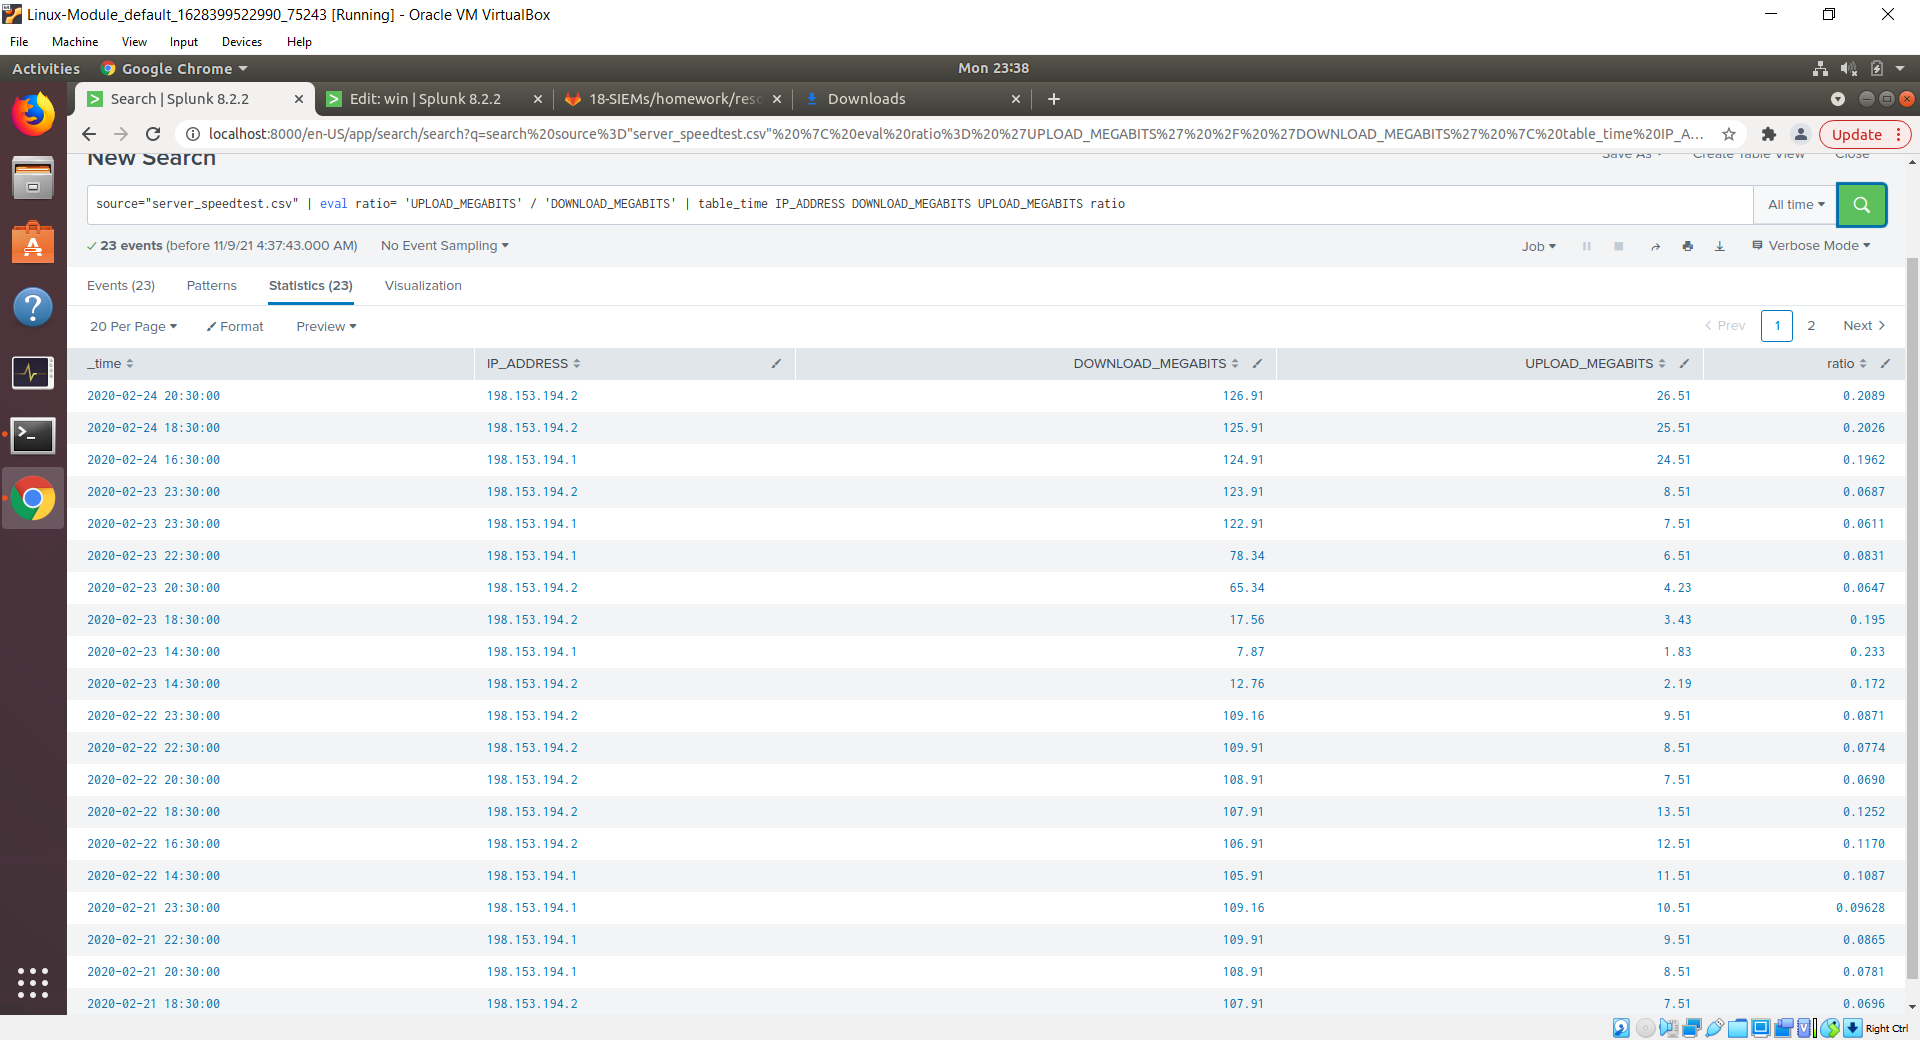 Linux-Module_default_1628399522990_75243 [Running] - Oracle VM VirtualBox
File Machine View Input Devices Help
Activities Google Chrome Mon 23:38
Search | Splunk 8.2.2 Edit: win | Splunk 8.2.2 18-SIEMs/homework/reso Downloads
localhost:8000/en-US/app/search/search?q=search%20source%3D"server_speedtest.csv"%20%7C%20eval%20ratio%3D%20%27UPLOAD_MEGABITS%27%20%2F%20%27DOWNLOAD_MEGABITS%27%20%7C%20table_time%20IP_A... Update
New Search Save As Create Table View Close
source="server_speedtest.csv" | eval ratio= 'UPLOAD_MEGABITS' / 'DOWNLOAD_MEGABITS' | table_time IP_ADDRESS DOWNLOAD_MEGABITS UPLOAD_MEGABITS ratio All time
23 events (before 11/9/21 4:37:43.000 AM) No Event Sampling Job Verbose Mode
Events (23) Patterns Statistics (23) Visualization
20 Per Page Format Preview < Prev 1 2 Next >
_time IP_ADDRESS DOWNLOAD_MEGABITS UPLOAD_MEGABITS ratio
2020-02-24 20:30:00 198.153.194.2 126.91 26.51 0.2089
2020-02-24 18:30:00 198.153.194.2 125.91 25.51 0.2026
2020-02-24 16:30:00 198.153.194.1 124.91 24.51 0.1962
2020-02-23 23:30:00 198.153.194.2 123.91 8.51 0.0687
2020-02-23 23:30:00 198.153.194.1 122.91 7.51 0.0611
2020-02-23 22:30:00 198.153.194.1 78.34 6.51 0.0831
2020-02-23 20:30:00 198.153.194.2 65.34 4.23 0.0647
2020-02-23 18:30:00 198.153.194.2 17.56 3.43 0.195
2020-02-23 14:30:00 198.153.194.1 7.87 1.83 0.233
2020-02-23 14:30:00 198.153.194.2 12.76 2.19 0.172
2020-02-22 23:30:00 198.153.194.2 109.16 9.51 0.0871
2020-02-22 22:30:00 198.153.194.2 109.91 8.51 0.0774
2020-02-22 20:30:00 198.153.194.2 108.91 7.51 0.0690
2020-02-22 18:30:00 198.153.194.2 107.91 13.51 0.1252
2020-02-22 16:30:00 198.153.194.2 106.91 12.51 0.1170
2020-02-22 14:30:00 198.153.194.1 105.91 11.51 0.1087
2020-02-21 23:30:00 198.153.194.1 109.16 10.51 0.09628
2020-02-21 22:30:00 198.153.194.1 109.91 9.51 0.0865
2020-02-21 20:30:00 198.153.194.1 108.91 8.51 0.0781
2020-02-21 18:30:00 198.153.194.2 107.91 7.51 0.0696
Right Ctrl